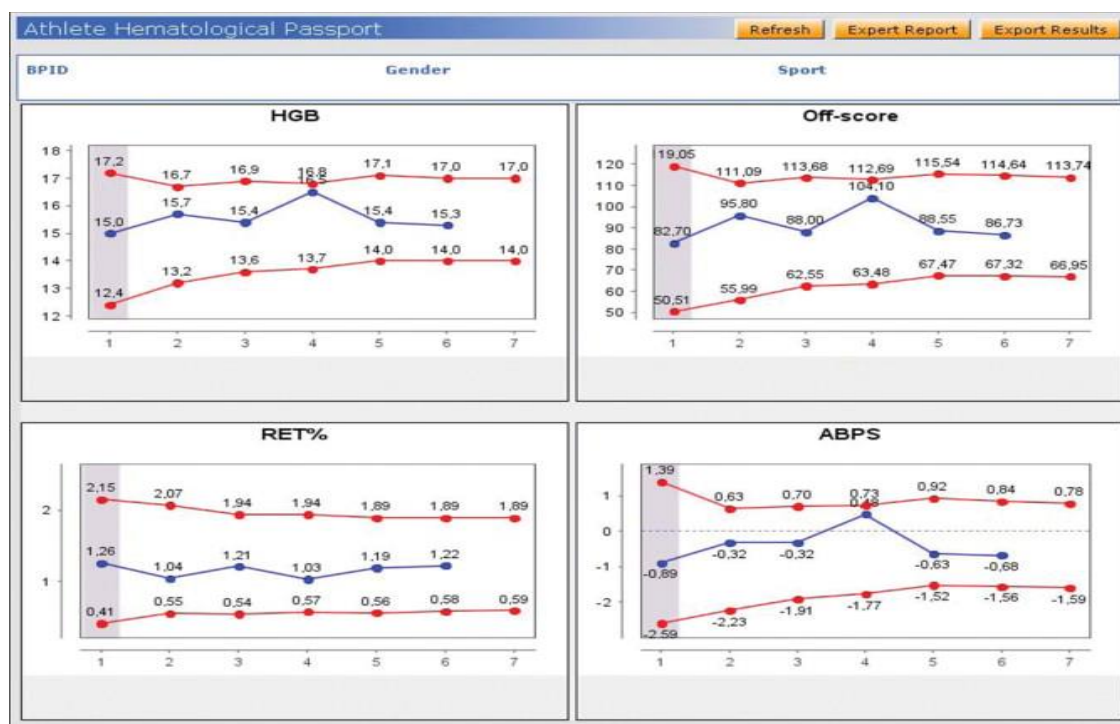 Athlete Hematological Passport
Refresh Expert Report Export Results
BPID Gender Sport
HGB
18
17
16
15
14
13
12
17,2 16,7 16,9 16,8 17,1 17,0 17,0
15,0 15,7 15,4 16,5 15,4 15,3
12,4 13,2 13,6 13,7 14,0 14,0 14,0
1 2 3 4 5 6 7
Off-score
120
110
100
90
80
70
60
50
119,05 111,09 113,68 112,69 115,54 114,64 113,74
82,70 95,80 88,00 104,10 88,55 86,73
50,51 55,99 62,55 63,48 67,47 67,32 66,95
1 2 3 4 5 6 7
RET%
2
1
2,15 2,07 1,94 1,94 1,89 1,89 1,89
1,26 1,04 1,21 1,03 1,19 1,22
0,41 0,55 0,54 0,57 0,56 0,58 0,59
1 2 3 4 5 6 7
ABPS
1
0
-1
-2
1,39 0,63 0,70 0,73 0,92 0,84 0,78
-0,89 -0,32 -0,32 0,48 -0,63 -0,68
-2,59 -2,23 -1,91 -1,77 -1,52 -1,56 -1,59
1 2 3 4 5 6 7